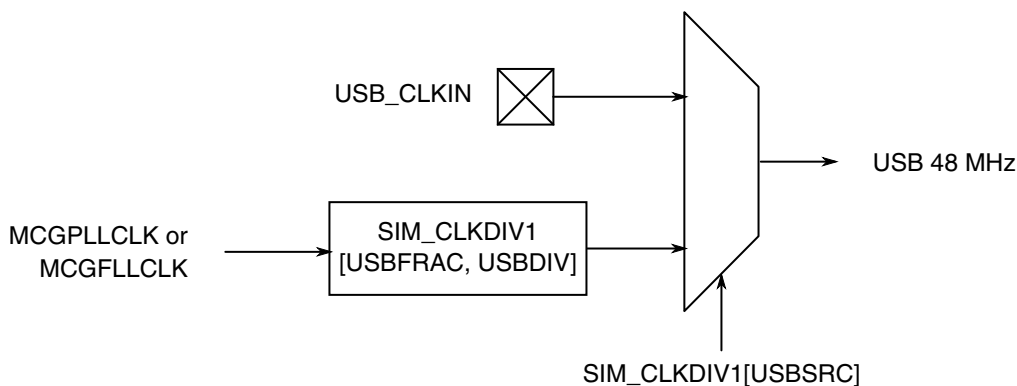 USB_CLKIN
USB 48 MHz
MCGPLLCLK or
MCGFLLCLK
SIM_CLKDIV1
[USBFRAC, USBDIV]
SIM_CLKDIV1[USBSRC]